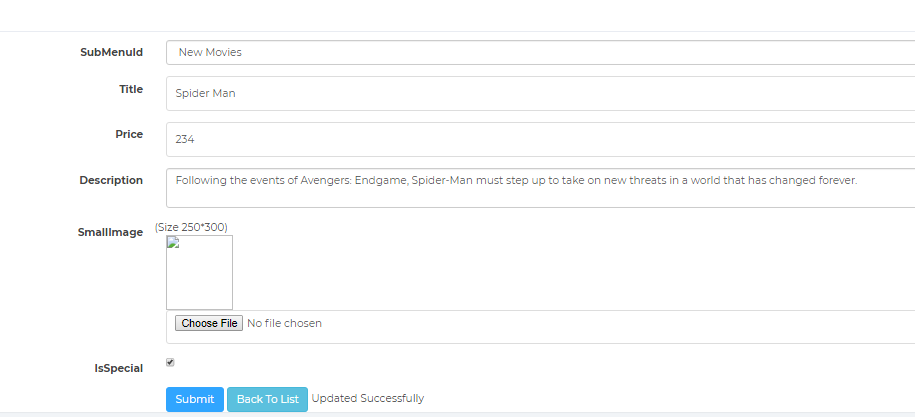 SubMenuId New Movies
Title Spider Man
Price 234
Description Following the events of Avengers: Endgame, Spider-Man must step up to take on new threats in a world that has changed forever.
SmallImage (Size 250*300)
Choose File No file chosen
IsSpecial
Submit Back To List Updated Successfully